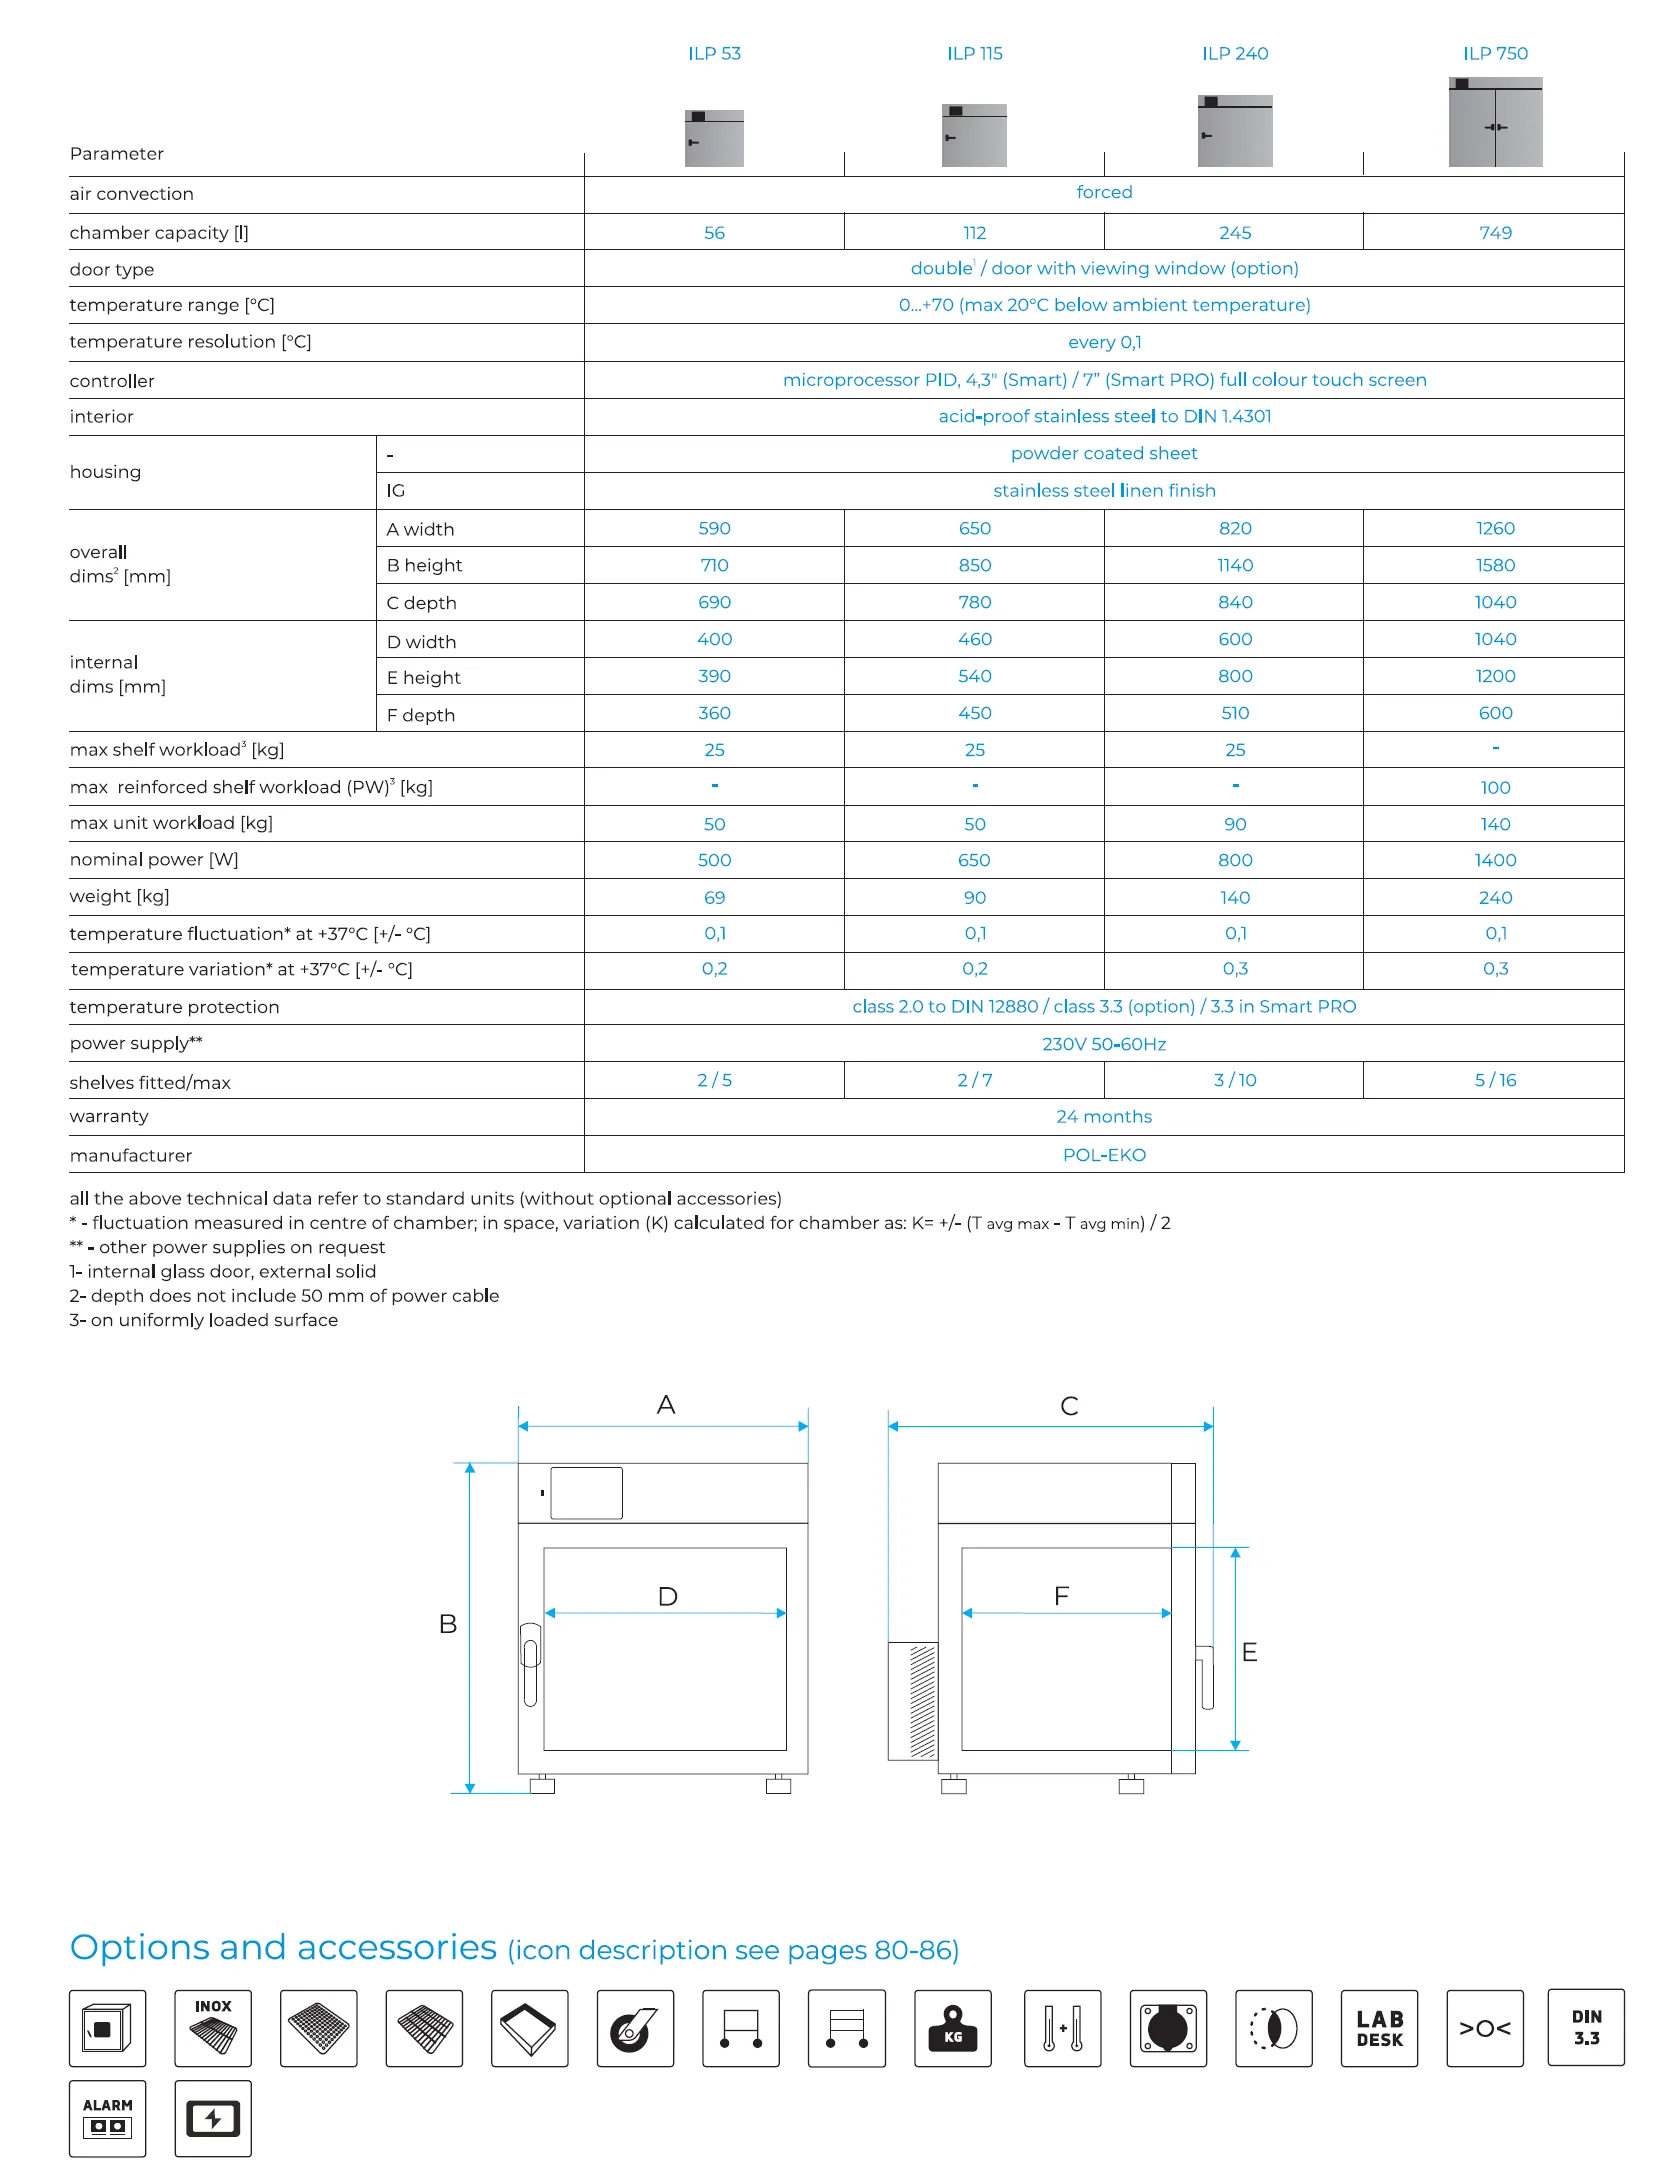 ILP 53 ILP 115 ILP 240 ILP 750
Parameter
air convection forced
chamber capacity [l] 56 112 245 749
door type double¹ / door with viewing window (option)
temperature range [°C] 0...+70 (max 20°C below ambient temperature)
temperature resolution [°C] every 0,1
controller microprocessor PID, 4,3" (Smart) / 7” (Smart PRO) full colour touch screen
interior acid-proof stainless steel to DIN 1.4301
housing - powder coated sheet
IG stainless steel linen finish
overall
dims² [mm]
A width 590 650 820 1260
B height 710 850 1140 1580
C depth 690 780 840 1040
internal
dims [mm]
D width 400 460 600 1040
E height 390 540 800 1200
F depth 360 450 510 600
max shelf workload³ [kg] 25 25 25 -
max reinforced shelf workload (PW)³ [kg] - - - 100
max unit workload [kg] 50 50 90 140
nominal power [W] 500 650 800 1400
weight [kg] 69 90 140 240
temperature fluctuation* at +37°C [+/- °C] 0,1 0,1 0,1 0,1
temperature variation* at +37°C [+/- °C] 0,2 0,2 0,3 0,3
temperature protection class 2.0 to DIN 12880 / class 3.3 (option) / 3.3 in Smart PRO
power supply** 230V 50-60Hz
shelves fitted/max 2 / 5 2 / 7 3 / 10 5 / 16
warranty 24 months
manufacturer POL-EKO
all the above technical data refer to standard units (without optional accessories)
* - fluctuation measured in centre of chamber; in space, variation (K) calculated for chamber as: K= +/- (T avg max - T avg min) / 2
** - other power supplies on request
1- internal glass door, external solid
2- depth does not include 50 mm of power cable
3- on uniformly loaded surface
A C
D F
B E
Options and accessories (icon description see pages 80-86)
INOX
KG
+
LAB
DESK
>O<
DIN
3.3
ALARM